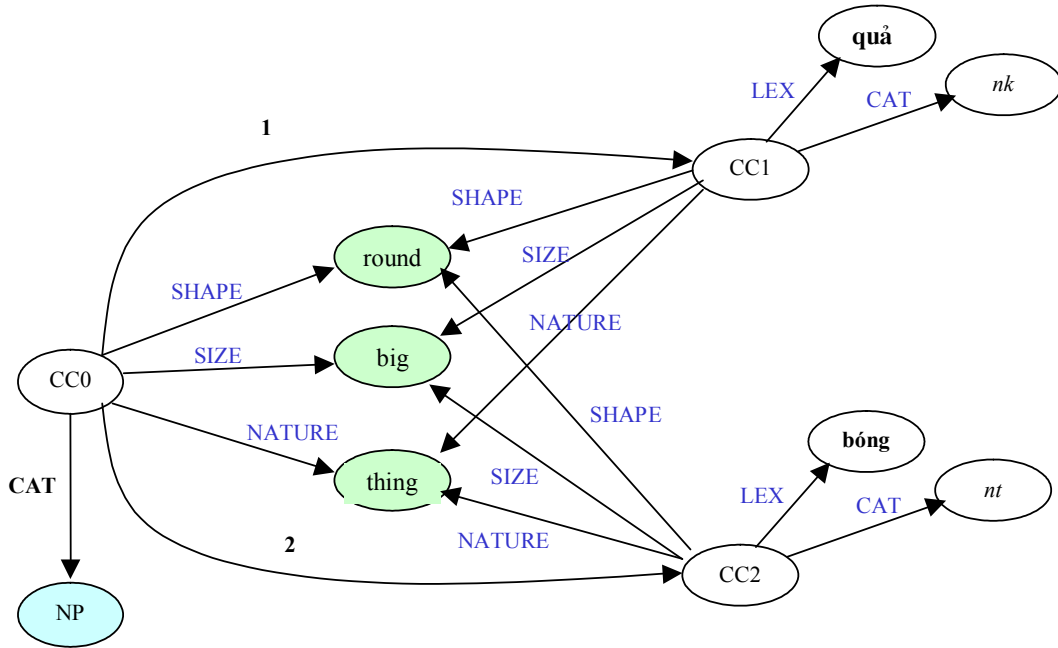 quả
LEX
CAT
nk
1
CC1
SHAPE
round
SIZE
SHAPE
NATURE
big
SIZE
CC0
SHAPE
NATURE
bóng
thing
SIZE
CAT
LEX
CAT
nt
NATURE
2
CC2
NP